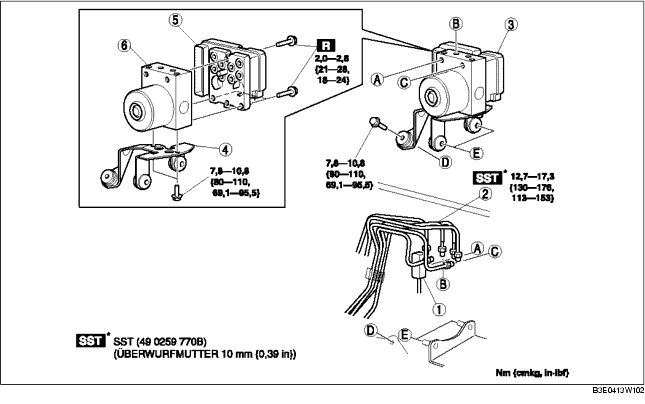 5
6
R
2,0—2,8
{21—28,
18—24}
4
7,8—10,8
{80—110,
69,1—95,5}
B
3
A
C
D
E
7,8—10,8
{80—110,
69,1—95,5}
SST* 12,7—17,3
{130—176,
113—153}
2
A
C
B
1
D
E
SST* SST (49 0259 770B)
(ÜBERWURFMUTTER 10 mm {0,39 in})
Nm {cmkg, in-lbf}
B3E0413W102